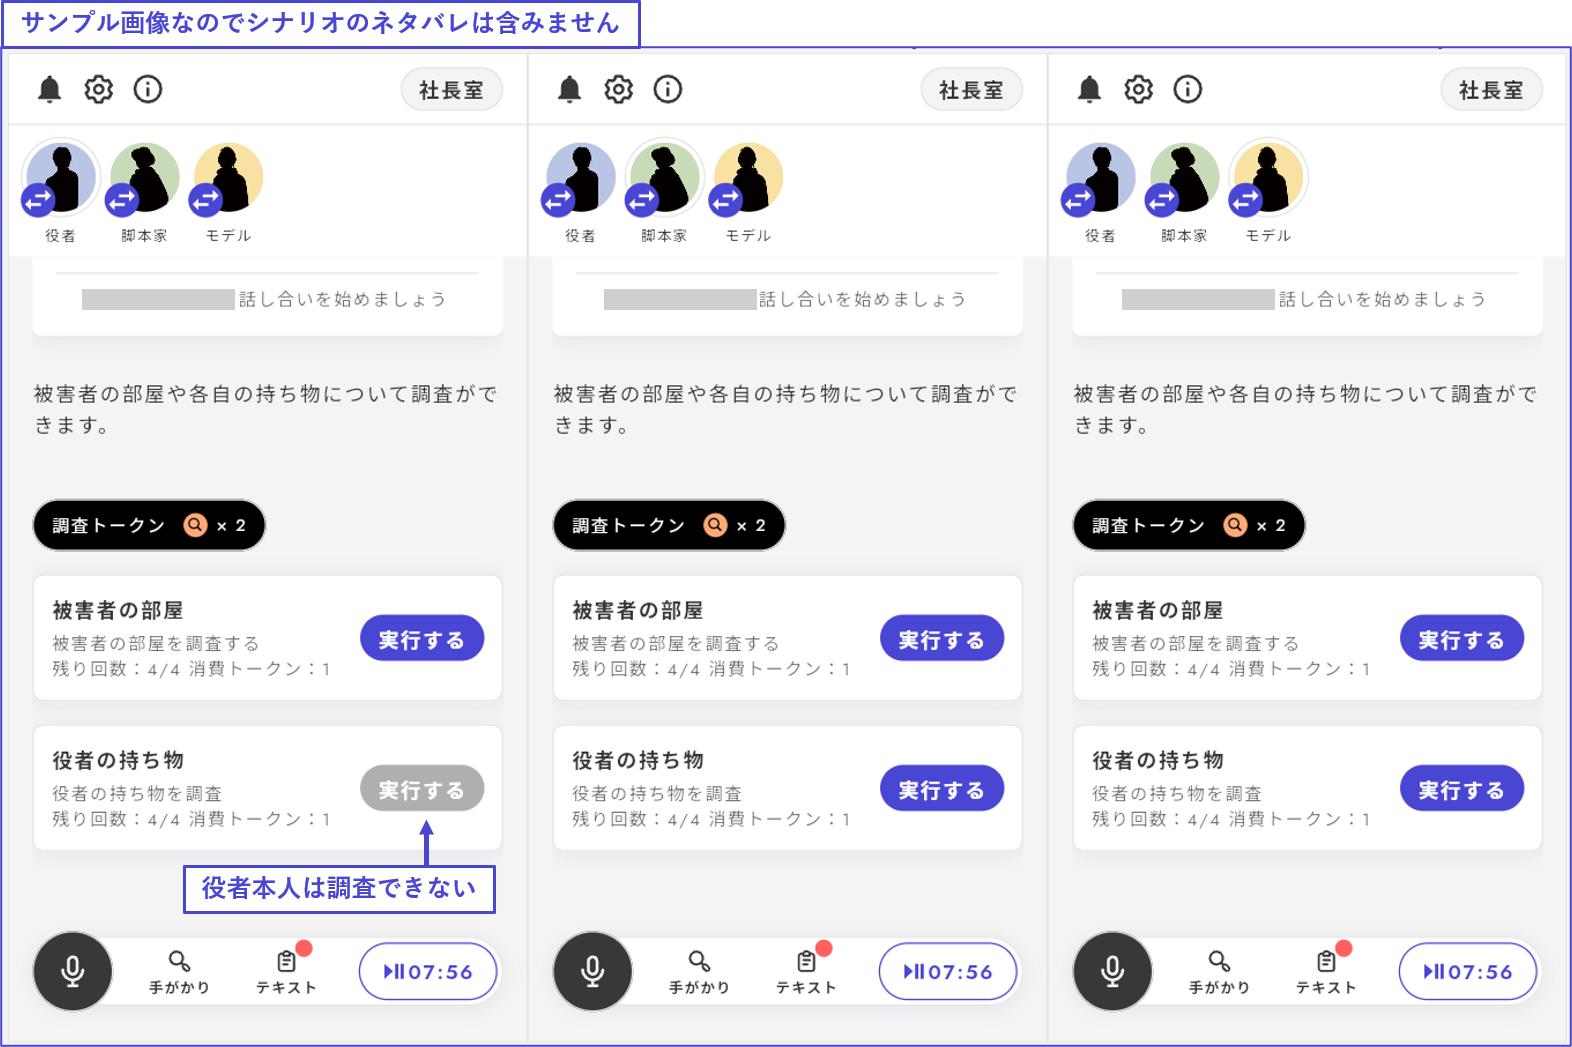 サンプル画像なのでシナリオのネタバレは含みません
社長室
役者
脚本家
モデル
話し合いを始めましょう
被害者の部屋や各自の持ち物について調査がで
きます。
調査トークン × 2
被害者の部屋
被害者の部屋を調査する
残り回数：4/4 消費トークン：1
実行する
役者の持ち物
役者の持ち物を調査
残り回数：4/4 消費トークン：1
実行する
役者本人は調査できない
手がかり
テキスト
07:56
社長室
役者
脚本家
モデル
話し合いを始めましょう
被害者の部屋や各自の持ち物について調査がで
きます。
調査トークン × 2
被害者の部屋
被害者の部屋を調査する
残り回数：4/4 消費トークン：1
実行する
役者の持ち物
役者の持ち物を調査
残り回数：4/4 消費トークン：1
実行する
手がかり
テキスト
07:56
社長室
役者
脚本家
モデル
話し合いを始めましょう
被害者の部屋や各自の持ち物について調査がで
きます。
調査トークン × 2
被害者の部屋
被害者の部屋を調査する
残り回数：4/4 消費トークン：1
実行する
役者の持ち物
役者の持ち物を調査
残り回数：4/4 消費トークン：1
実行する
手がかり
テキスト
07:56